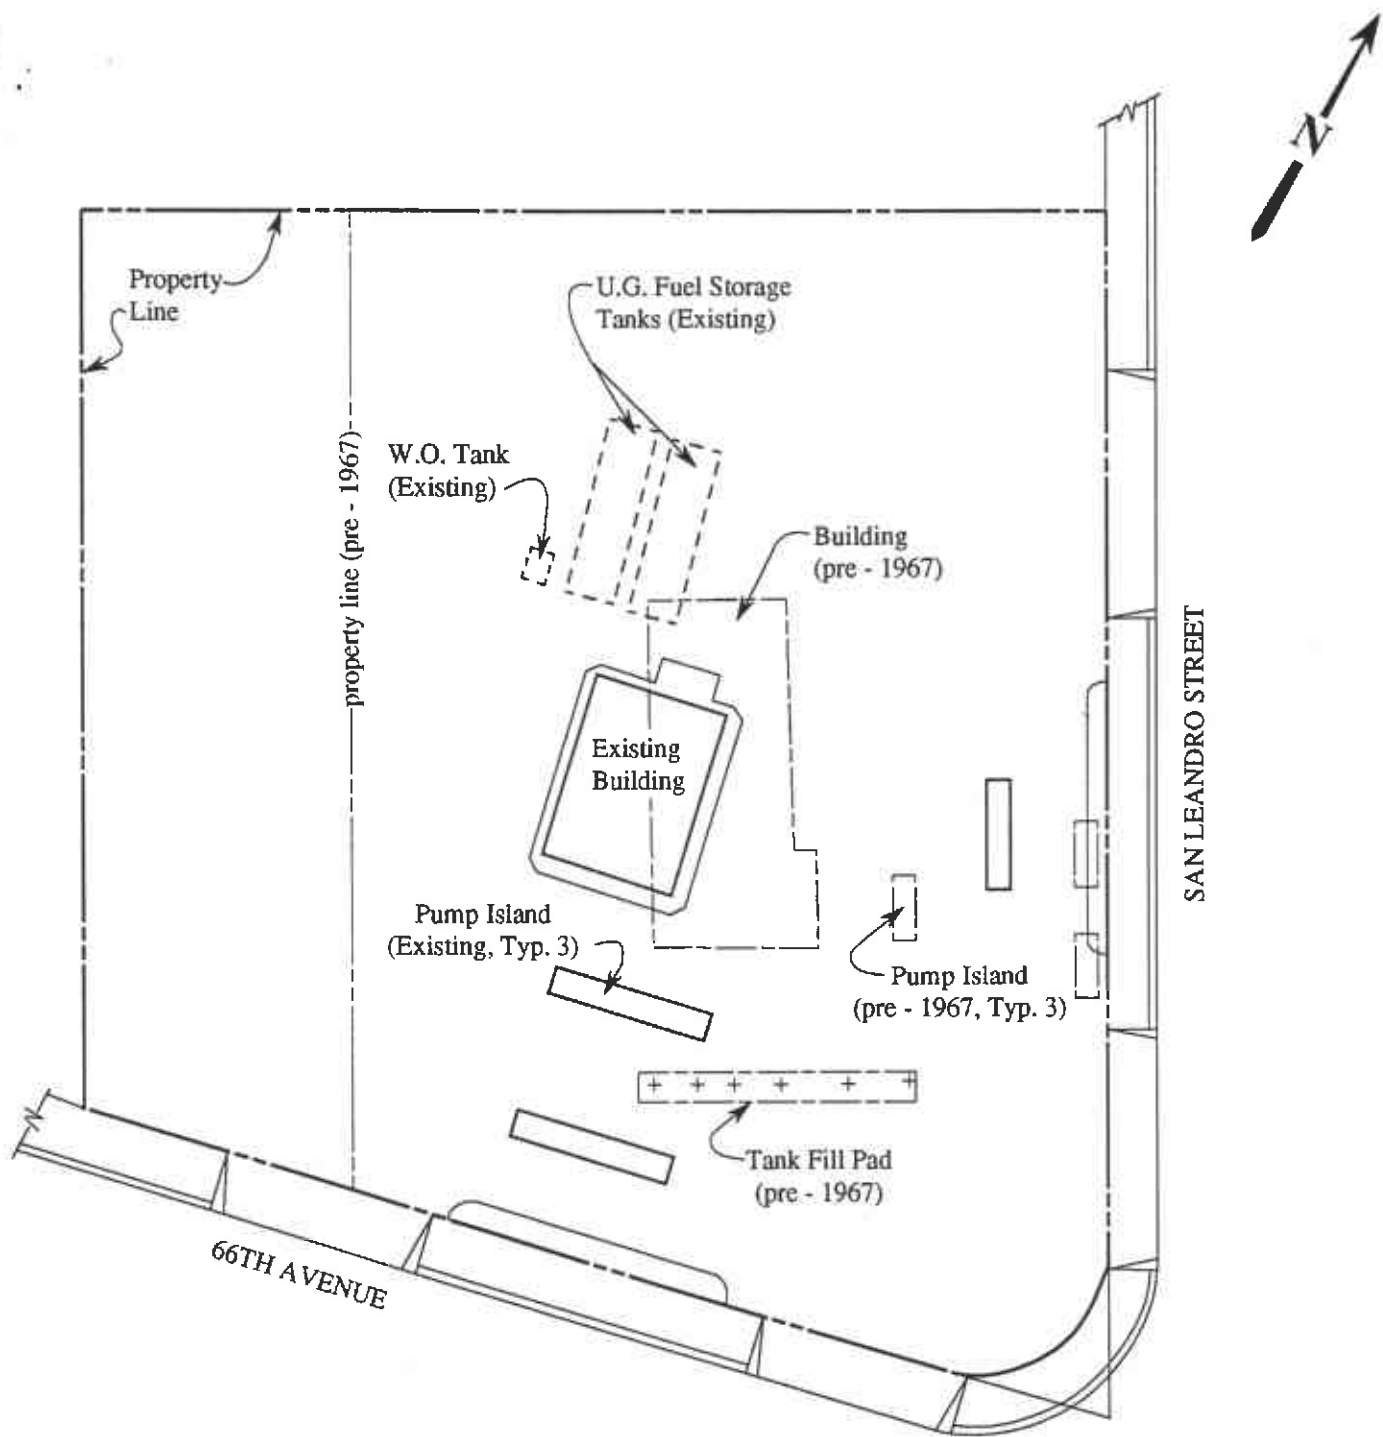 N
Property
Line
U.G. Fuel Storage
Tanks (Existing)
property line (pre - 1967)
W.O. Tank
(Existing)
Building
(pre - 1967)
SAN LEANDRO STREET
Existing
Building
Pump Island
(Existing, Typ. 3)
Pump Island
(pre - 1967, Typ. 3)
Tank Fill Pad
(pre - 1967)
66TH AVENUE